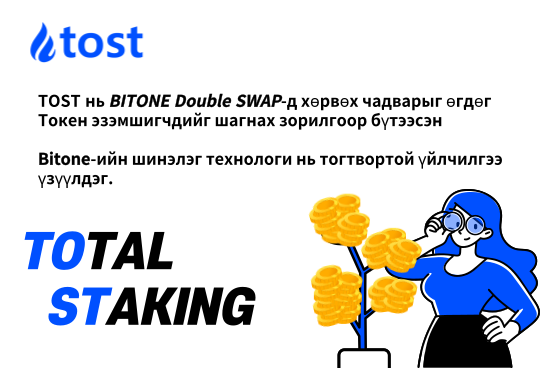 tost
TOST нь BITONE Double SWAP-д хөрвөх чадварыг өгдөг
Токен эзэмшигчдийг шагнах зорилгоор бүтээсэн
Bitone-ийн шинэлэг технологи нь тогтвортой үйлчилгээ
үзүүлдэг.
TOTAL
STAKING